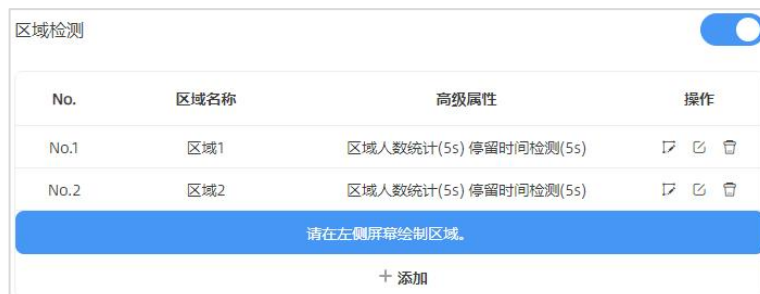 区域检测
No. 区域名称 高级属性 操作
No.1 区域1 区域人数统计(5s) 停留时间检测(5s)
No.2 区域2 区域人数统计(5s) 停留时间检测(5s)
请在左侧屏幕绘制区域。
+ 添加